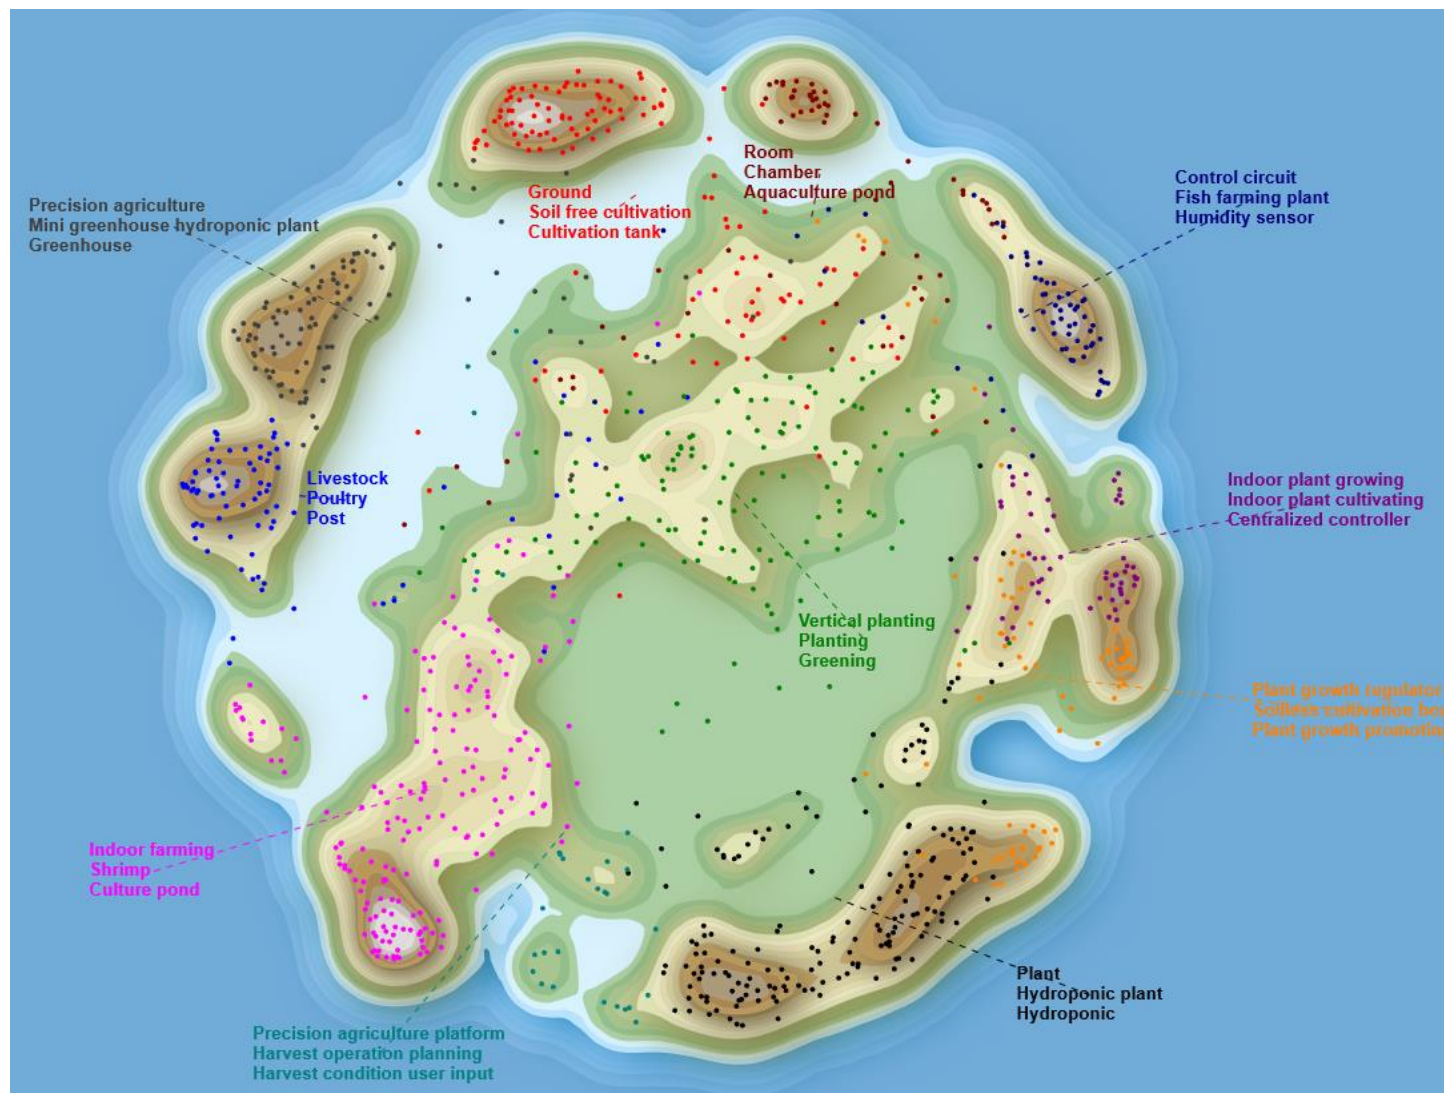 Room
Chamber
Aquaculture pond
Control circuit
Fish farming plant
Humidity sensor
Ground
Soil free cultivation
Cultivation tank
Precision agriculture
Mini greenhouse hydroponic plant
Greenhouse
Livestock
Poultry
Post
Indoor plant growing
Indoor plant cultivating
Centralized controller
Vertical planting
Planting
Greening
Plant growth regulator
Soilless cultivation
Plant growth promotin
Indoor farming
Shrimp
Culture pond
Plant
Hydroponic plant
Hydroponic
Precision agriculture platform
Harvest operation planning
Harvest condition user input